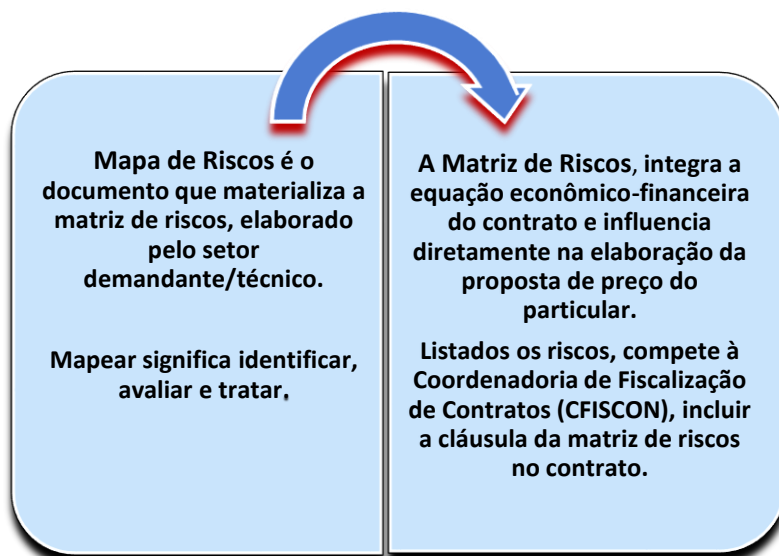 Mapa de Riscos é o
documento que materializa a
matriz de riscos, elaborado
pelo setor
demandante/técnico.
Mapear significa identificar,
avaliar e tratar.
A Matriz de Riscos, integra a
equação econômico-financeira
do contrato e influencia
diretamente na elaboração da
proposta de preço do
particular.
Listados os riscos, compete à
Coordenadoria de Fiscalização
de Contratos (CFISCON), incluir
a cláusula da matriz de riscos
no contrato.